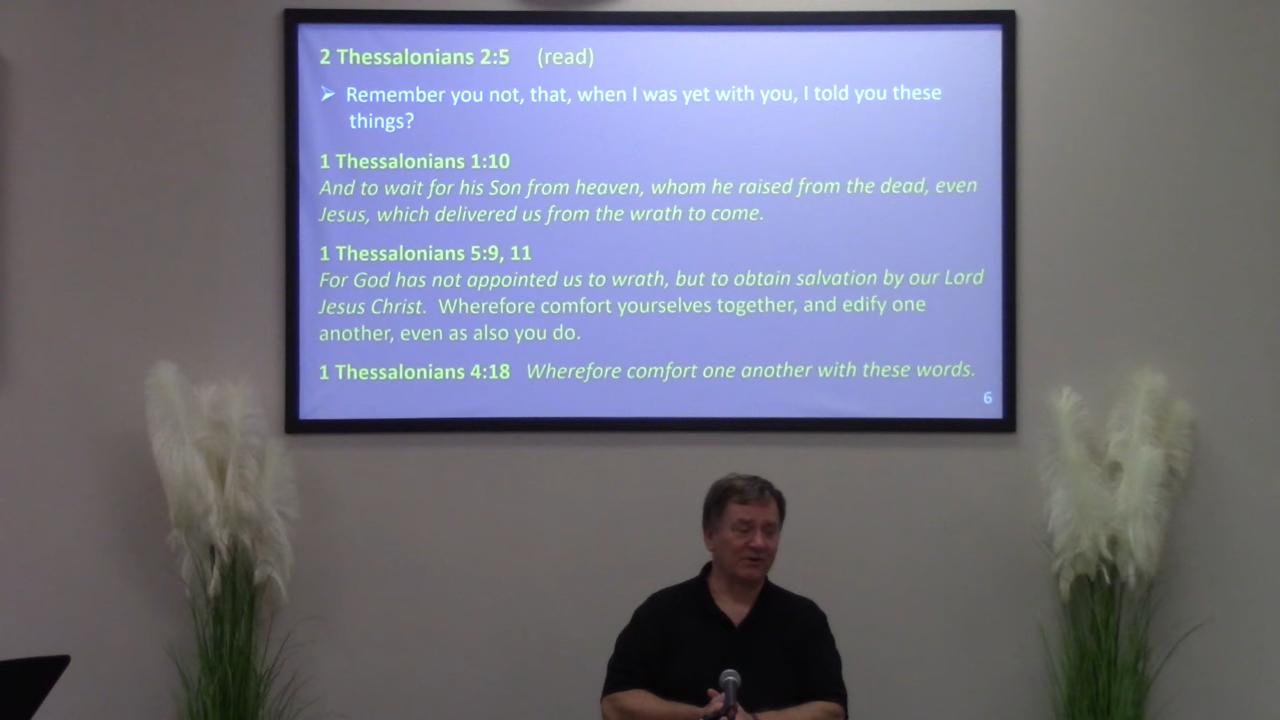 2 Thessalonians 2:5 (read)
➢ Remember you not, that, when I was yet with you, I told you these
things?
1 Thessalonians 1:10
And to wait for his Son from heaven, whom he raised from the dead, even
Jesus, which delivered us from the wrath to come.
1 Thessalonians 5:9, 11
For God has not appointed us to wrath, but to obtain salvation by our Lord
Jesus Christ. Wherefore comfort yourselves together, and edify one
another, even as also you do.
1 Thessalonians 4:18 Wherefore comfort one another with these words.
6